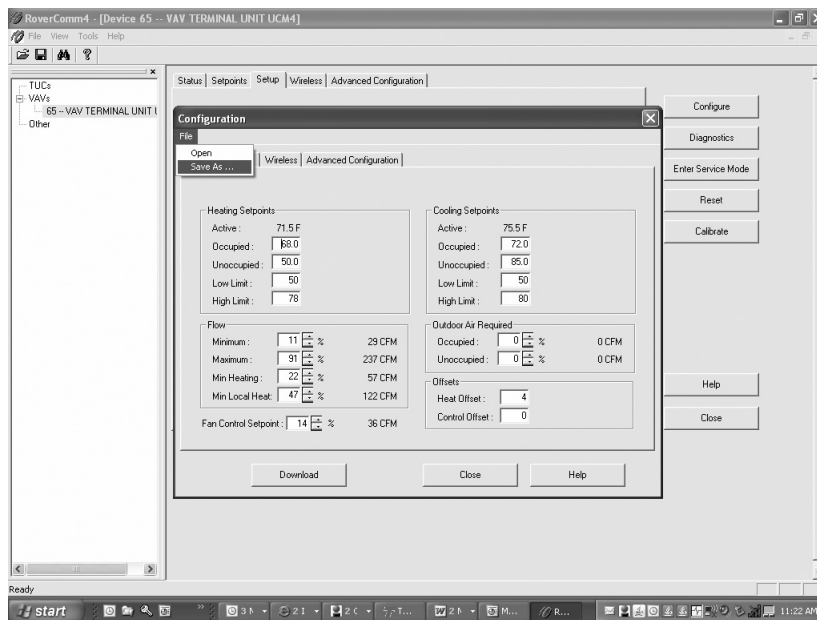 RoverComm4 - [Device 65 -- VAV TERMINAL UNIT UCM4]
File View Tools Help
TUCs
VAVs
65 -- VAV TERMINAL UNIT
Other
Status Setpoints Setup Wireless Advanced Configuration
Configure
Diagnostics
Enter Service Mode
Reset
Calibrate
Help
Close
Configuration
File
Open
Save As ...
Wireless Advanced Configuration
Heating Setpoints
Active : 71.5 F
Occupied : 68.0
Unoccupied : 50.0
Low Limit : 50
High Limit : 78
Cooling Setpoints
Active : 75.5 F
Occupied : 72.0
Unoccupied : 85.0
Low Limit : 50
High Limit : 80
Flow
Minimum : 11 % 29 CFM
Maximum : 91 % 237 CFM
Min Heating : 22 % 57 CFM
Min Local Heat: 47 % 122 CFM
Fan Control Setpoint : 14 % 36 CFM
Outdoor Air Required
Occupied : 0 % 0 CFM
Unoccupied : 0 % 0 CFM
Offsets
Heat Offset : 4
Control Offset : 0
Download Close Help
Ready
start 3 N 2 I 2 C T... 2 N M... R... 11:22 AM